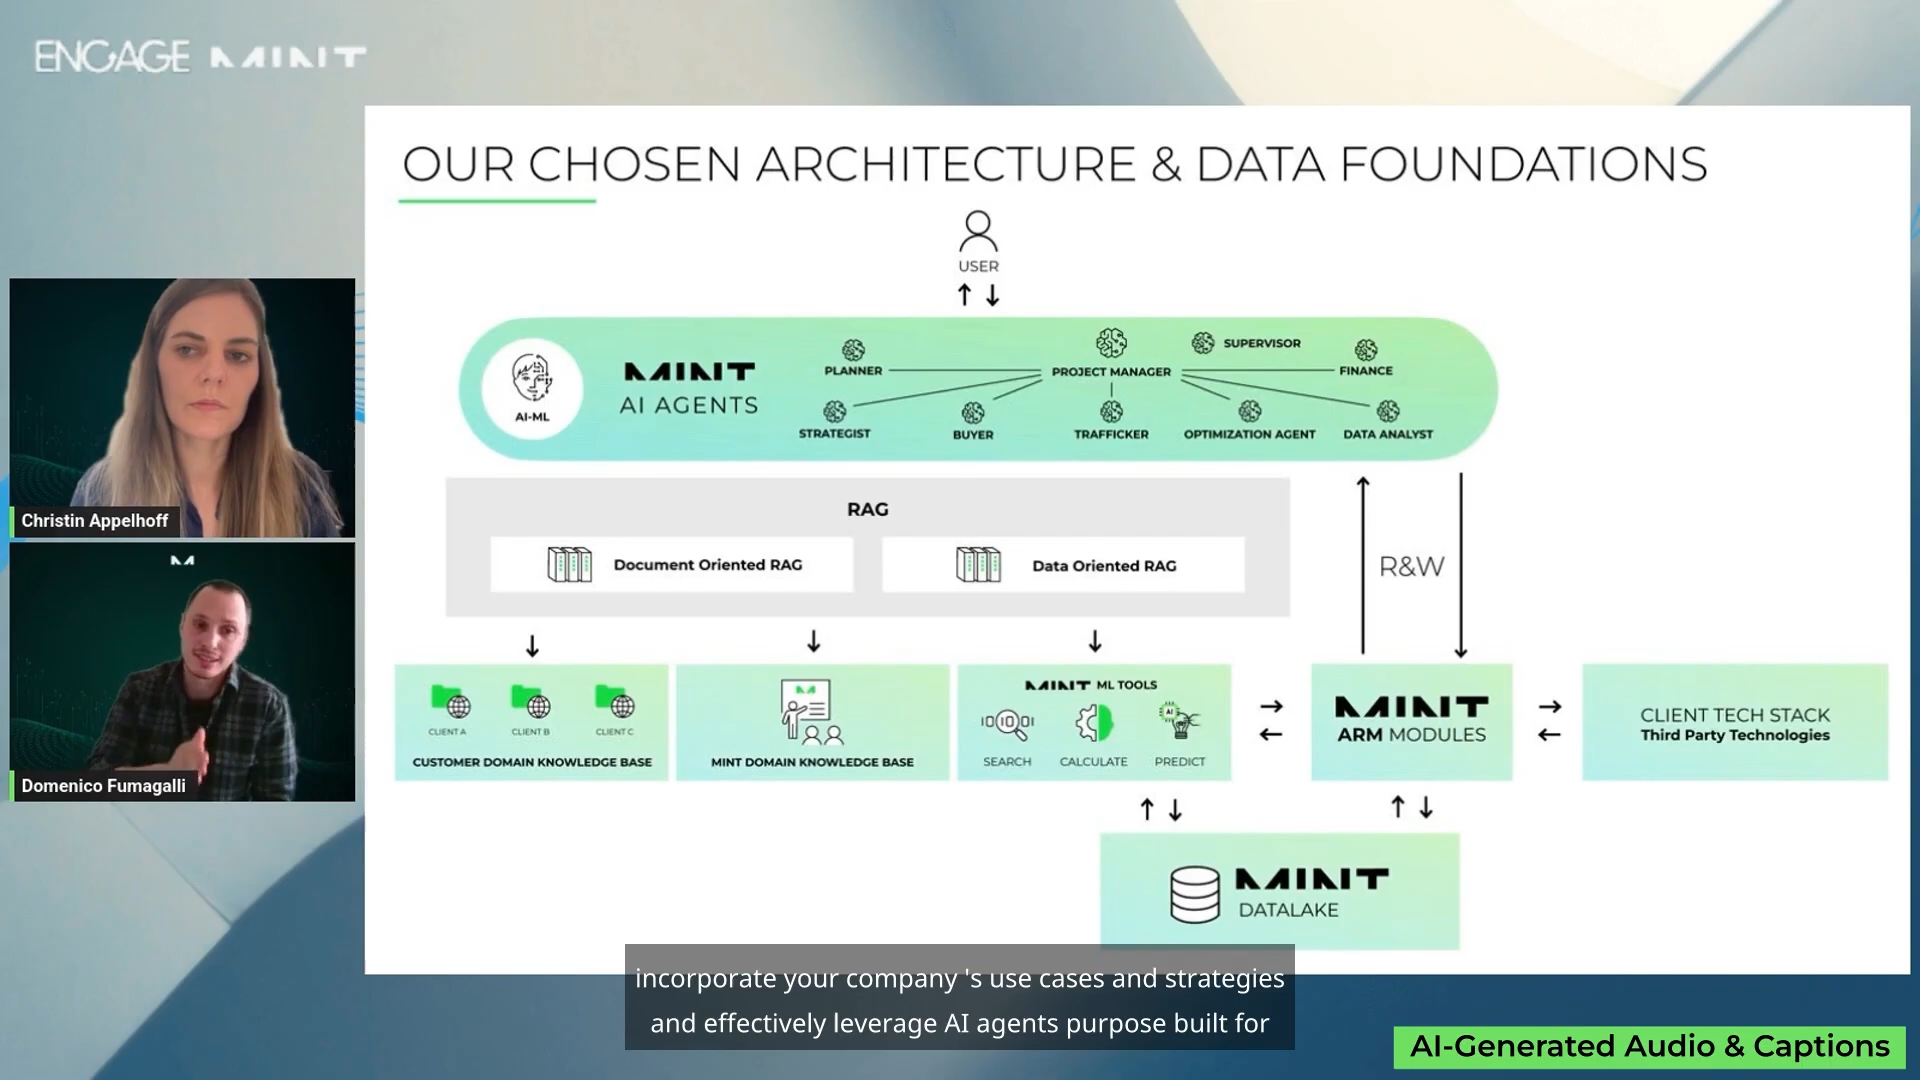 ENGAGE MINT
OUR CHOSEN ARCHITECTURE & DATA FOUNDATIONS
USER
AI-ML
MINT
AI AGENTS
PLANNER
PROJECT MANAGER
SUPERVISOR
FINANCE
STRATEGIST
BUYER
TRAFFICKER
OPTIMIZATION AGENT
DATA ANALYST
RAG
Document Oriented RAG
Data Oriented RAG
R&W
CLIENT A
CLIENT B
CLIENT C
CUSTOMER DOMAIN KNOWLEDGE BASE
MINT DOMAIN KNOWLEDGE BASE
MINT ML TOOLS
AI
SEARCH
CALCULATE
PREDICT
MINT
ARM MODULES
CLIENT TECH STACK
Third Party Technologies
MINT
DATALAKE
Christin Appelhoff
Domenico Fumagalli
incorporate your company 's use cases and strategies
and effectively leverage AI agents purpose built for
AI-Generated Audio & Captions